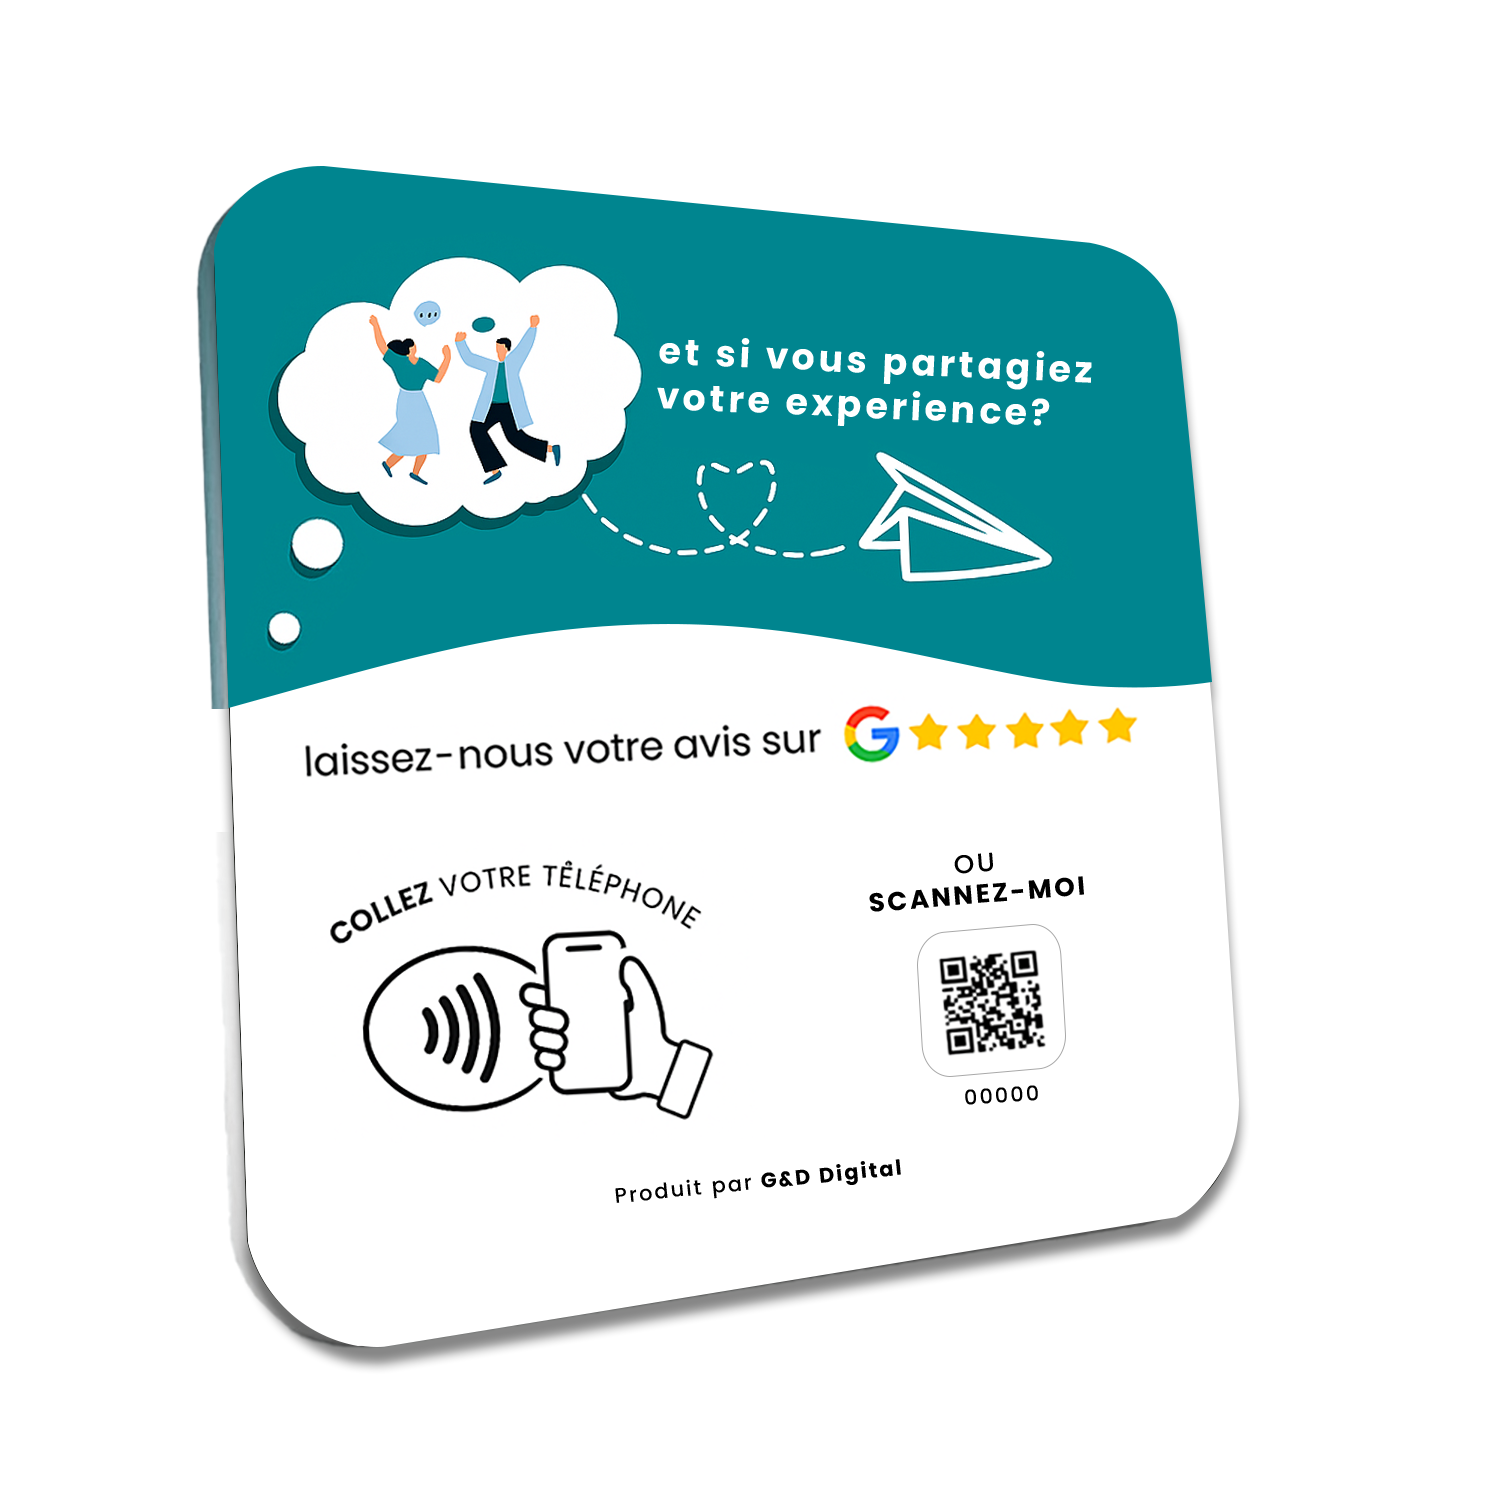 et si vous partagiez
votre experience?
laissez-nous votre avis sur G
COLLEZ VOTRE TÊLÉPHONE
OU
SCANNEZ-MOI
00000
Produit par G&D Digital